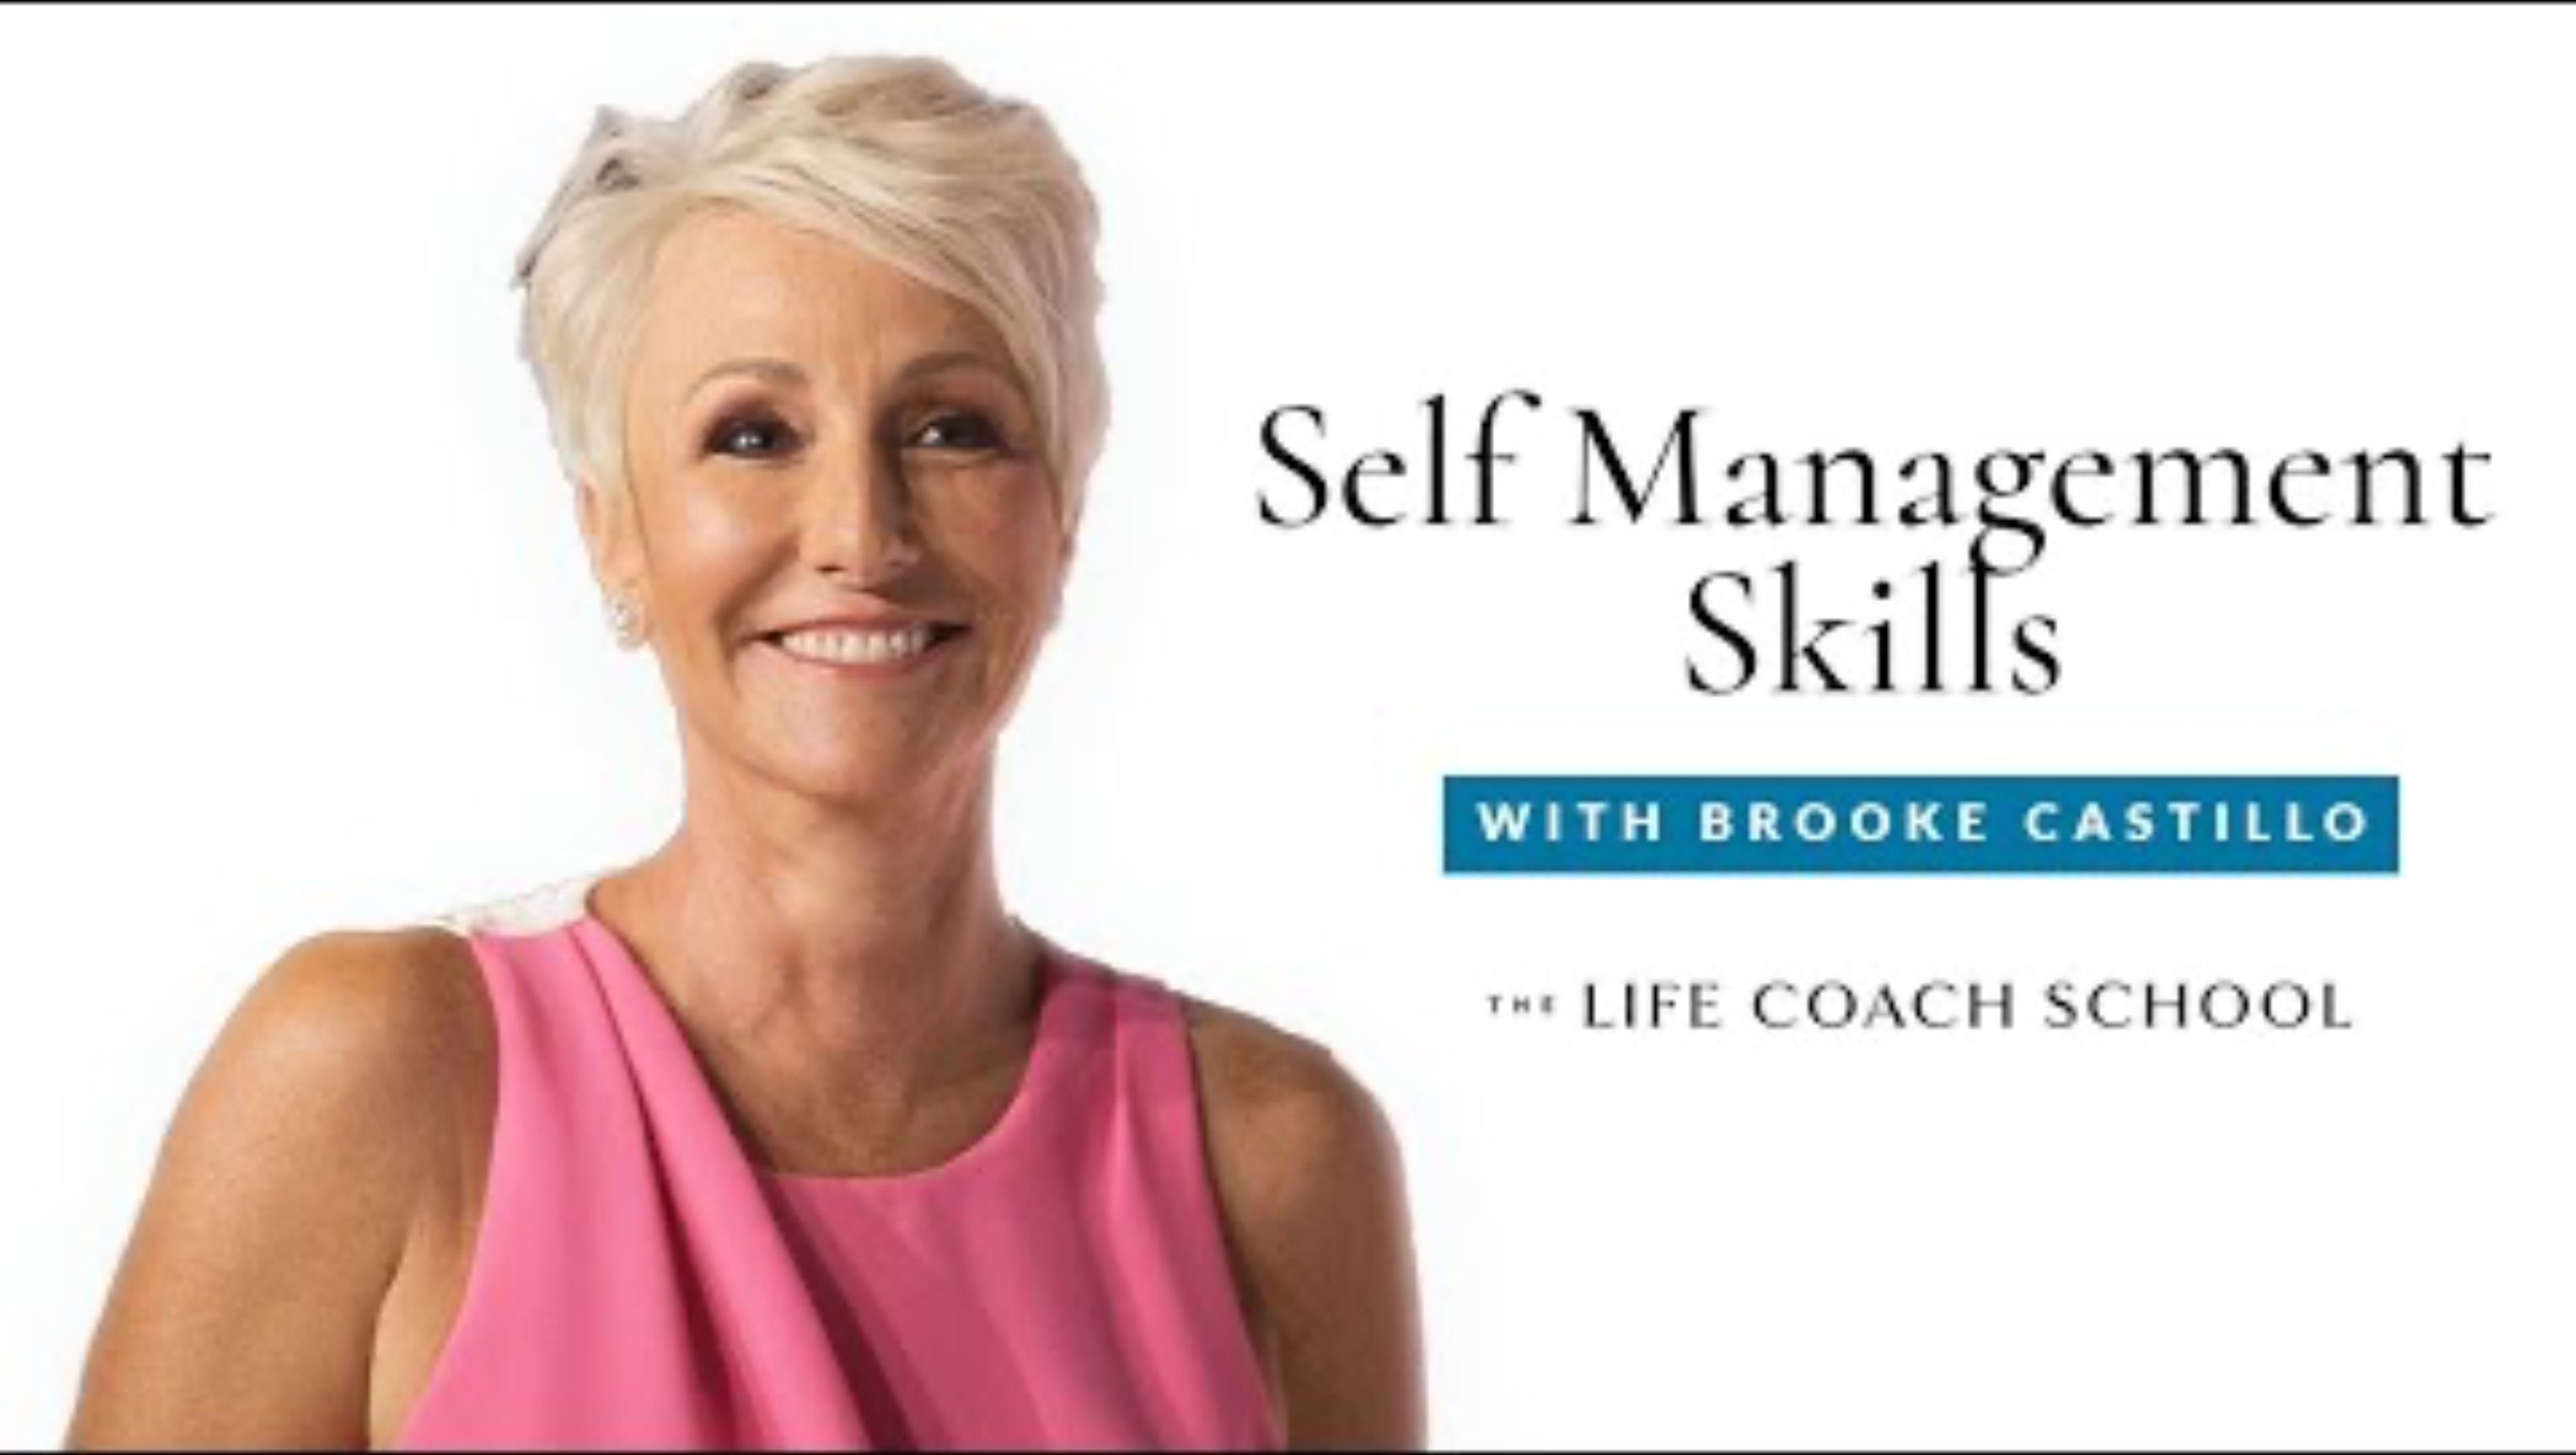 Self Management
Skills
WITH BROOKE CASTILLO
THE LIFE COACH SCHOOL